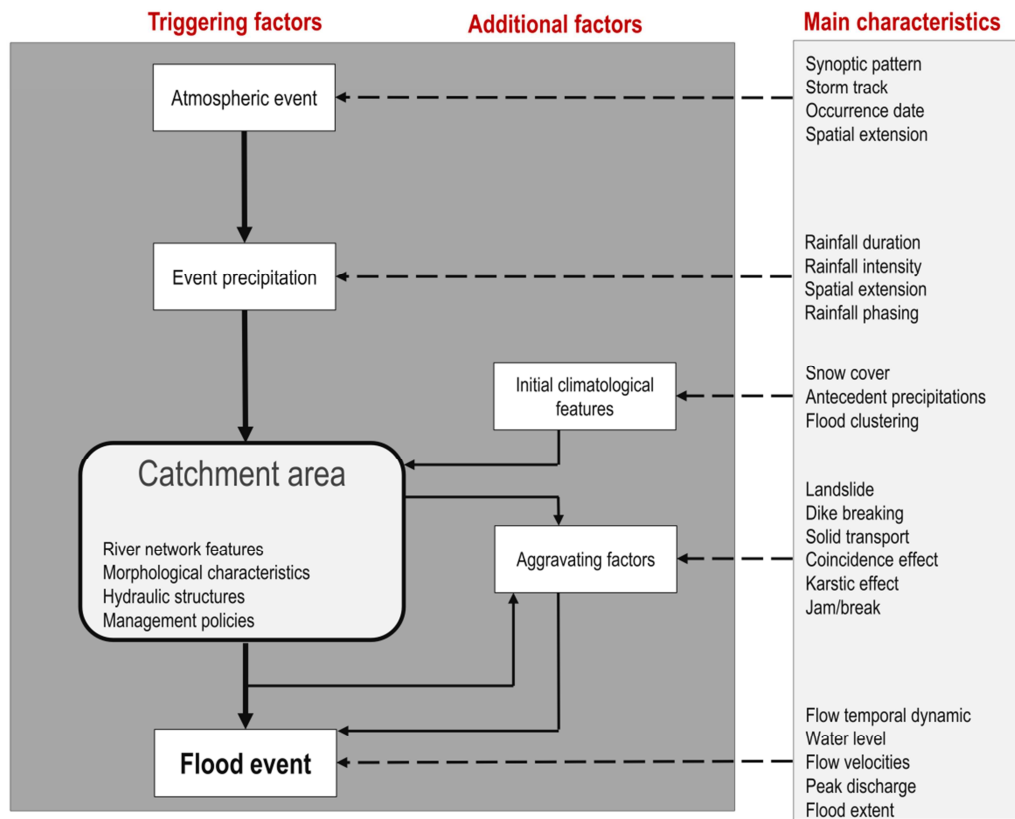 Triggering factors
Additional factors
Main characteristics
Atmospheric event
Synoptic pattern
Storm track
Occurrence date
Spatial extension
Event precipitation
Rainfall duration
Rainfall intensity
Spatial extension
Rainfall phasing
Initial climatological
features
Snow cover
Antecedent precipitations
Flood clustering
Catchment area
River network features
Morphological characteristics
Hydraulic structures
Management policies
Aggravating factors
Landslide
Dike breaking
Solid transport
Coincidence effect
Karstic effect
Jam/break
Flood event
Flow temporal dynamic
Water level
Flow velocities
Peak discharge
Flood extent